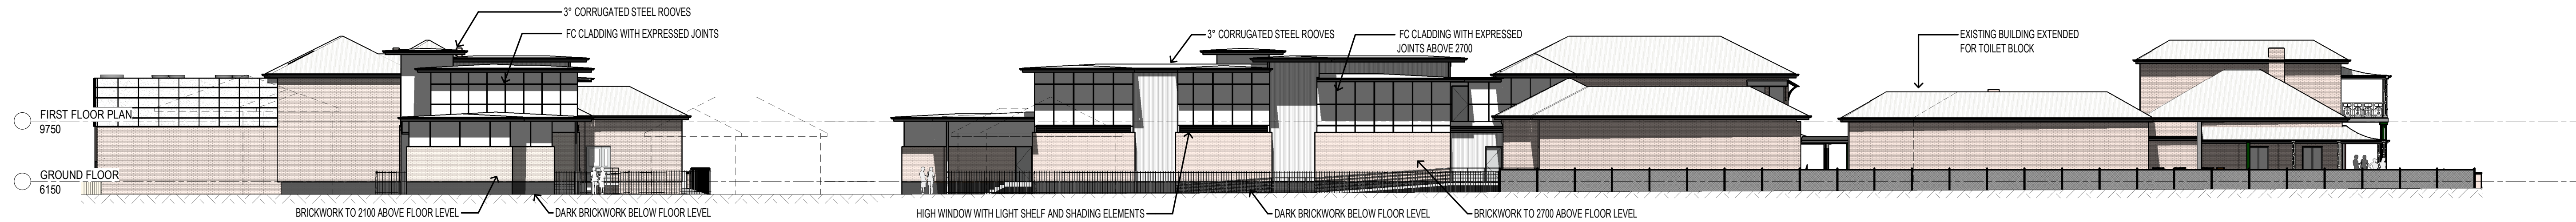 3° CORRUGATED STEEL ROOVES
FC CLADDING WITH EXPRESSED JOINTS
3° CORRUGATED STEEL ROOVES
FC CLADDING WITH EXPRESSED
JOINTS ABOVE 2700
EXISTING BUILDING EXTENDED
FOR TOILET BLOCK
FIRST FLOOR PLAN
9750
GROUND FLOOR
6150
BRICKWORK TO 2100 ABOVE FLOOR LEVEL
DARK BRICKWORK BELOW FLOOR LEVEL
HIGH WINDOW WITH LIGHT SHELF AND SHADING ELEMENTS
DARK BRICKWORK BELOW FLOOR LEVEL
BRICKWORK TO 2700 ABOVE FLOOR LEVEL